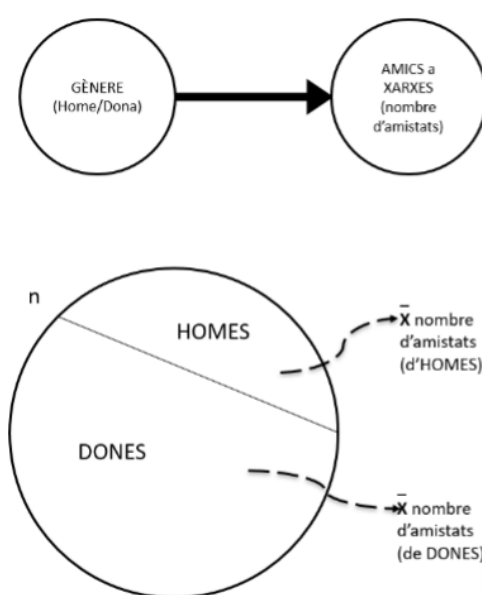 GÈNERE
(Home/Dona)
AMICS a
XARXES
(nombre
d'amistats)
n
HOMES
X̄ nombre
d'amistats
(d'HOMES)
DONES
X̄ nombre
d'amistats
(de DONES)